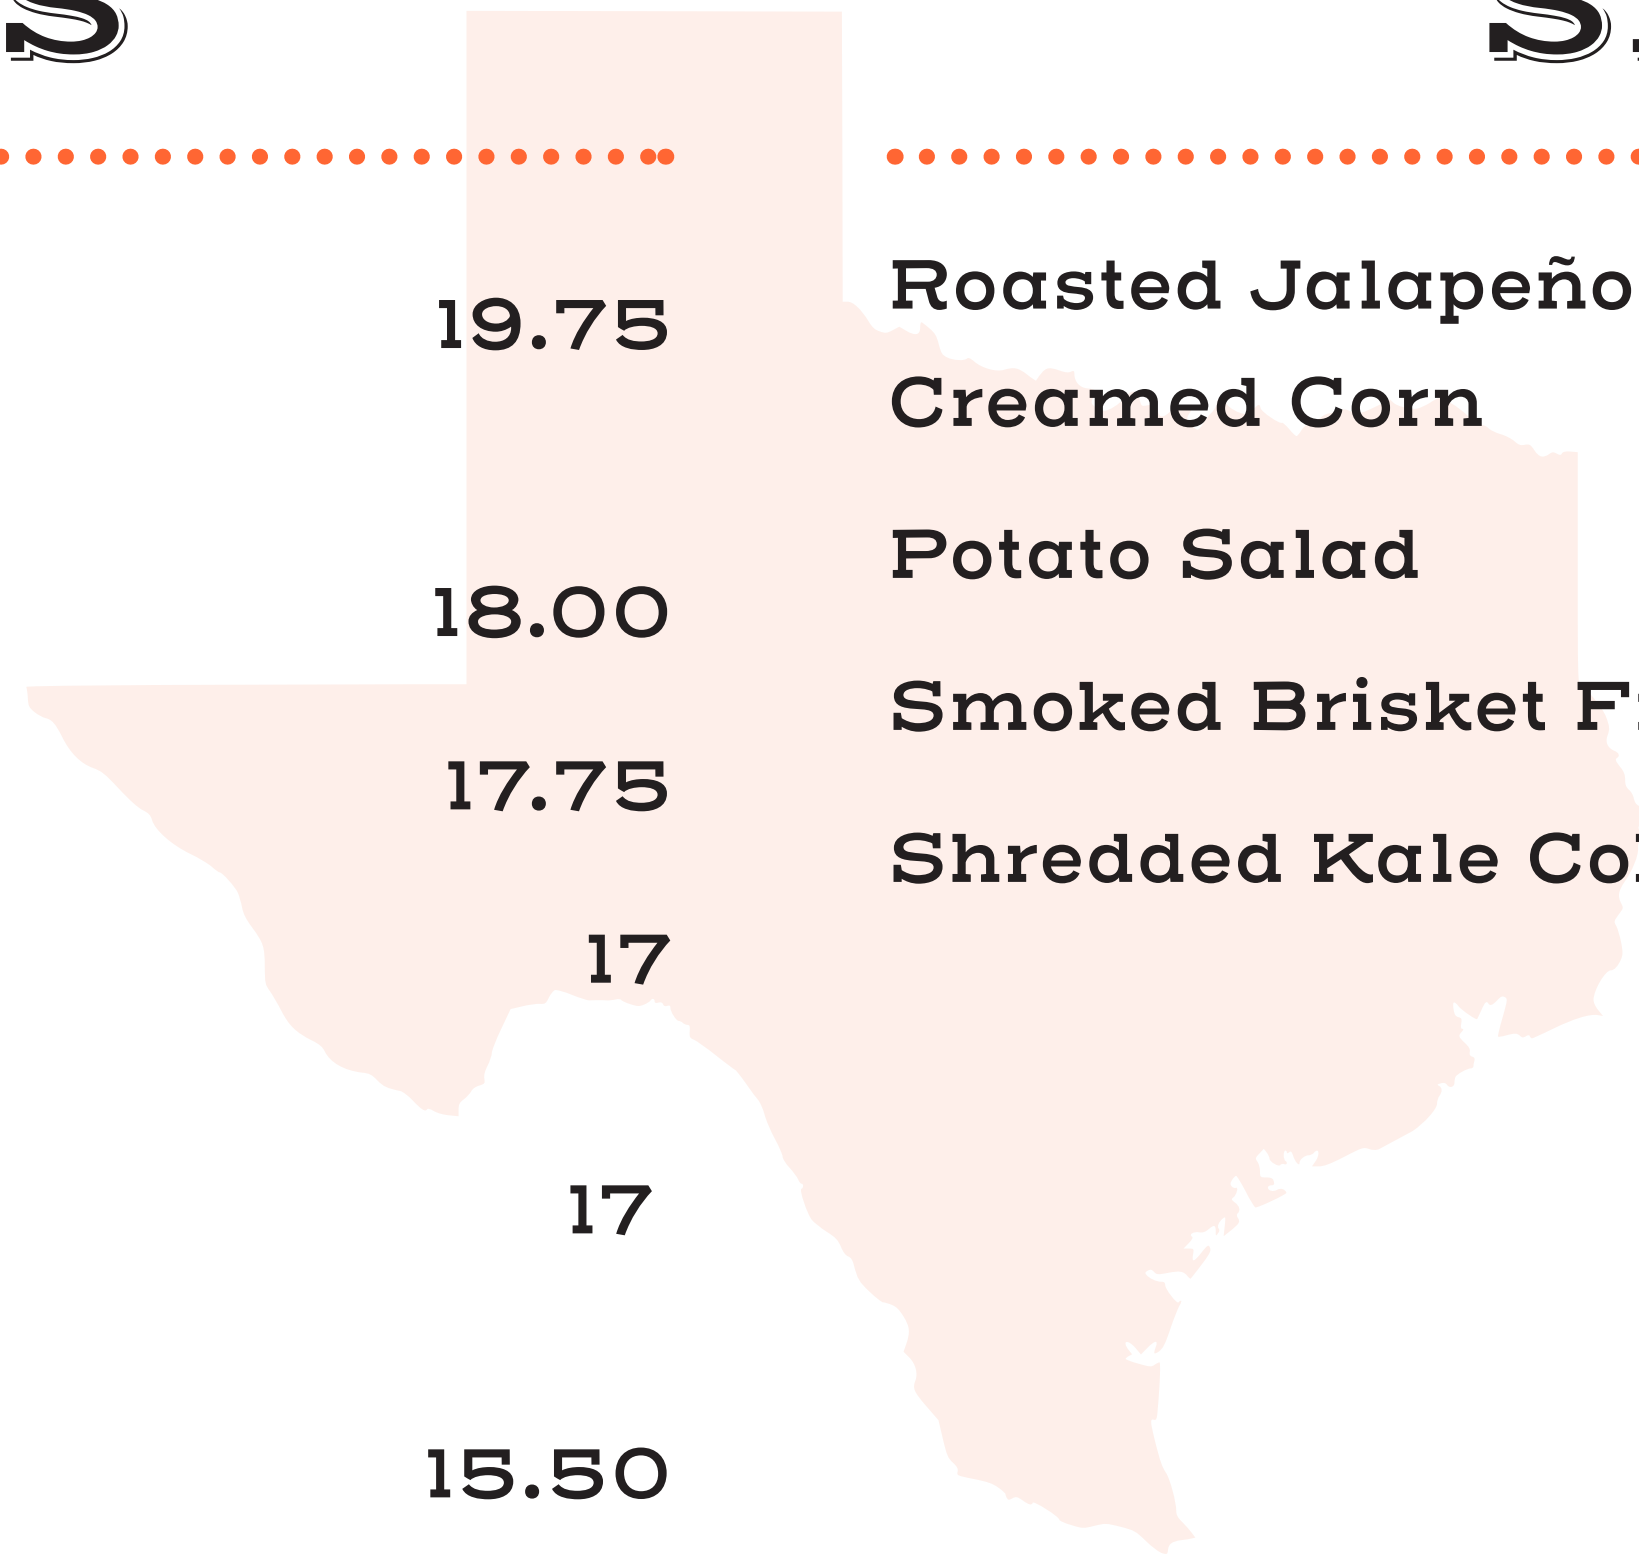 19.75
18.00
17.75
17
17
15.50
Roasted Jalapeño
Creamed Corn
Potato Salad
Smoked Brisket
Shredded Kale